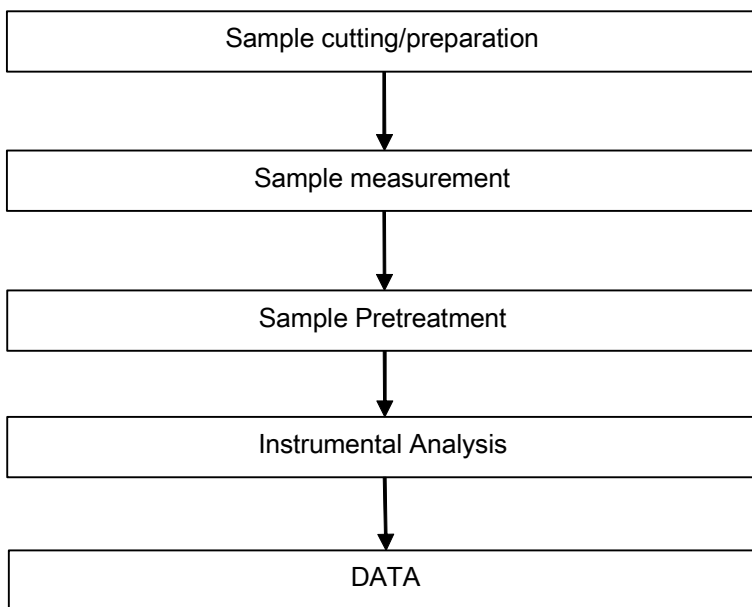 Sample cutting/preparation
Sample measurement
Sample Pretreatment
Instrumental Analysis
DATA